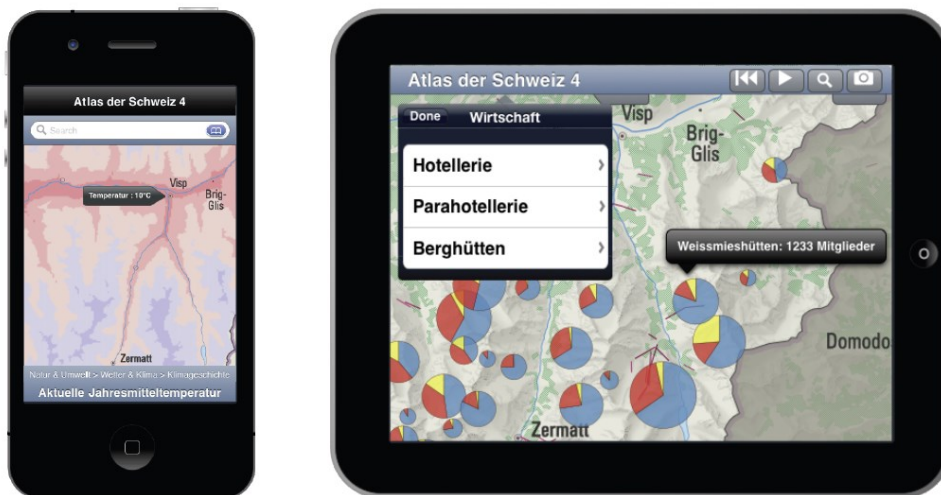 Atlas der Schweiz 4
Search
Visp
Temperatur : 10°C
Brig-
Glis
Zermatt
Natur & Umwelt > Wetter & Klima > Klimageschichte
Aktuelle Jahresmitteltemperatur
Atlas der Schweiz 4
Done
Wirtschaft
Hotellerie
Parahotellerie
Berghütten
Visp
Brig-
Glis
Weissmieshütten: 1233 Mitglieder
Domodo
Zermatt